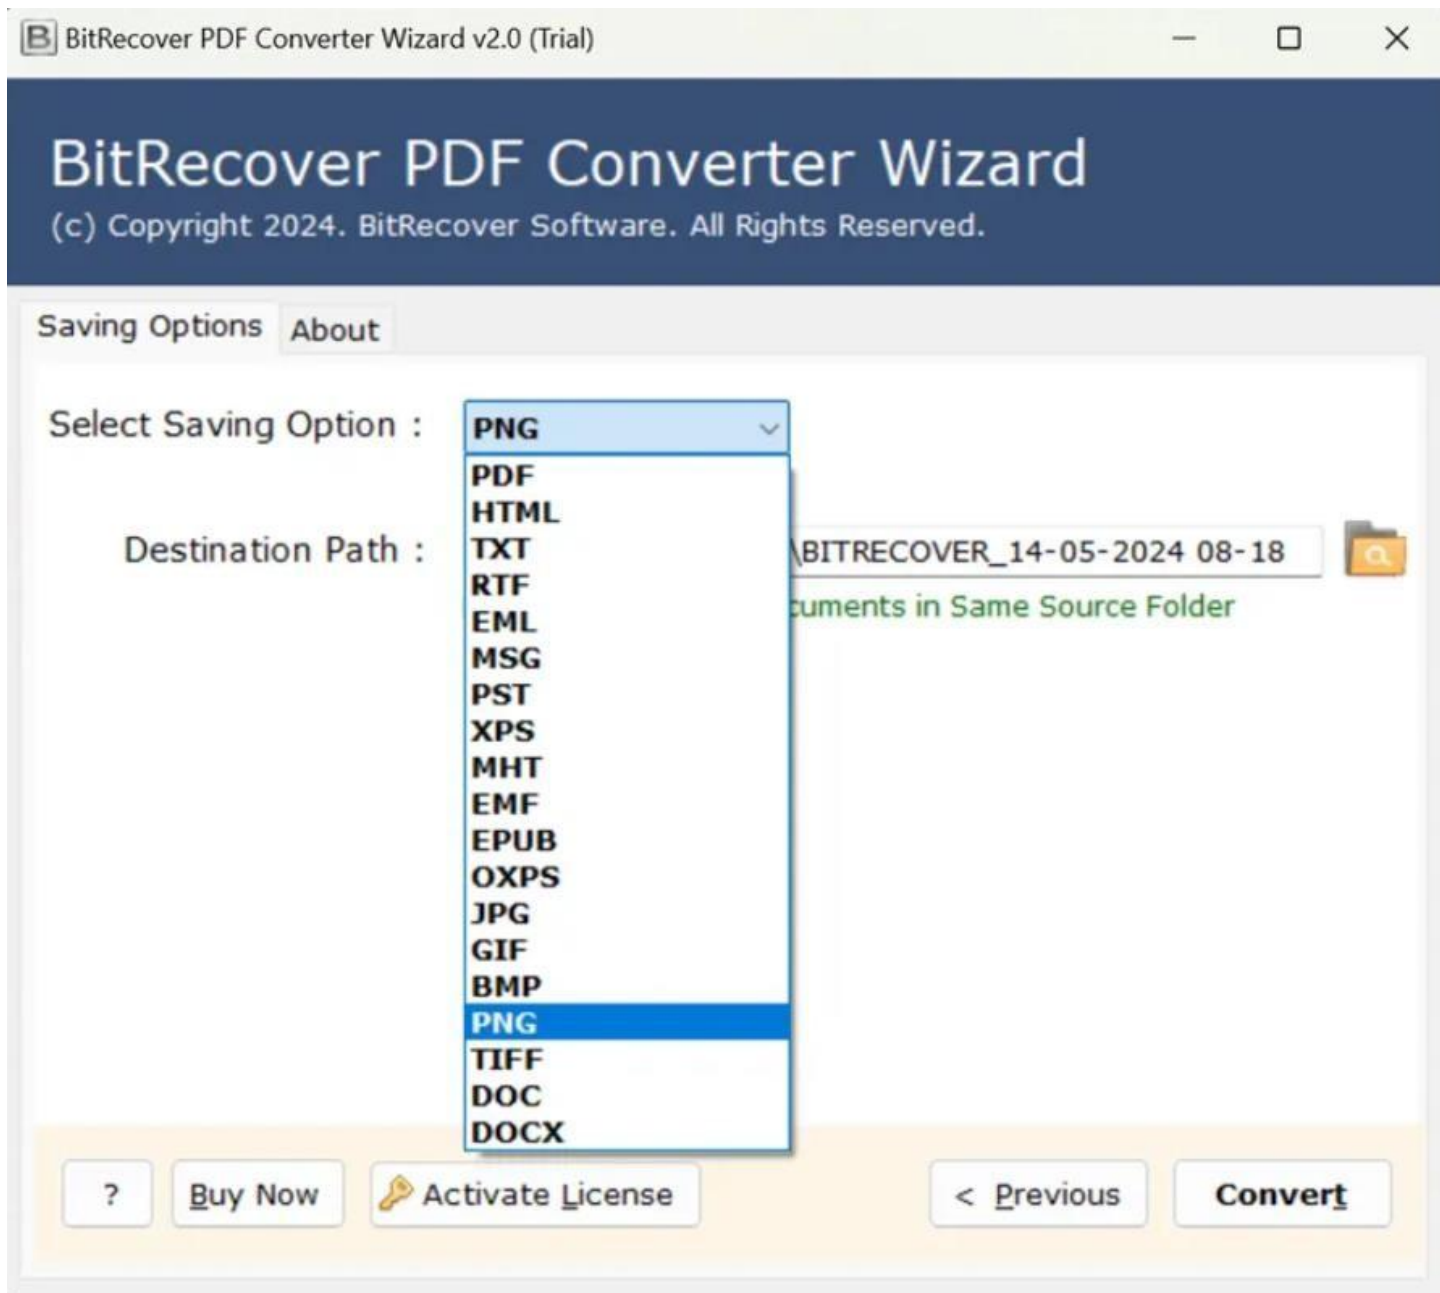 B BitRecover PDF Converter Wizard v2.0 (Trial)
BitRecover PDF Converter Wizard
(c) Copyright 2024. BitRecover Software. All Rights Reserved.
Saving Options About
Select Saving Option : PNG
PDF
HTML
Destination Path : TXT \BITRECOVER_14-05-2024 08-18
RTF
EML in Same Source Folder
MSG
PST
XPS
MHT
EMF
EPUB
OXPS
JPG
GIF
BMP
PNG
TIFF
DOC
DOCX
? Buy Now Activate License < Previous Convert